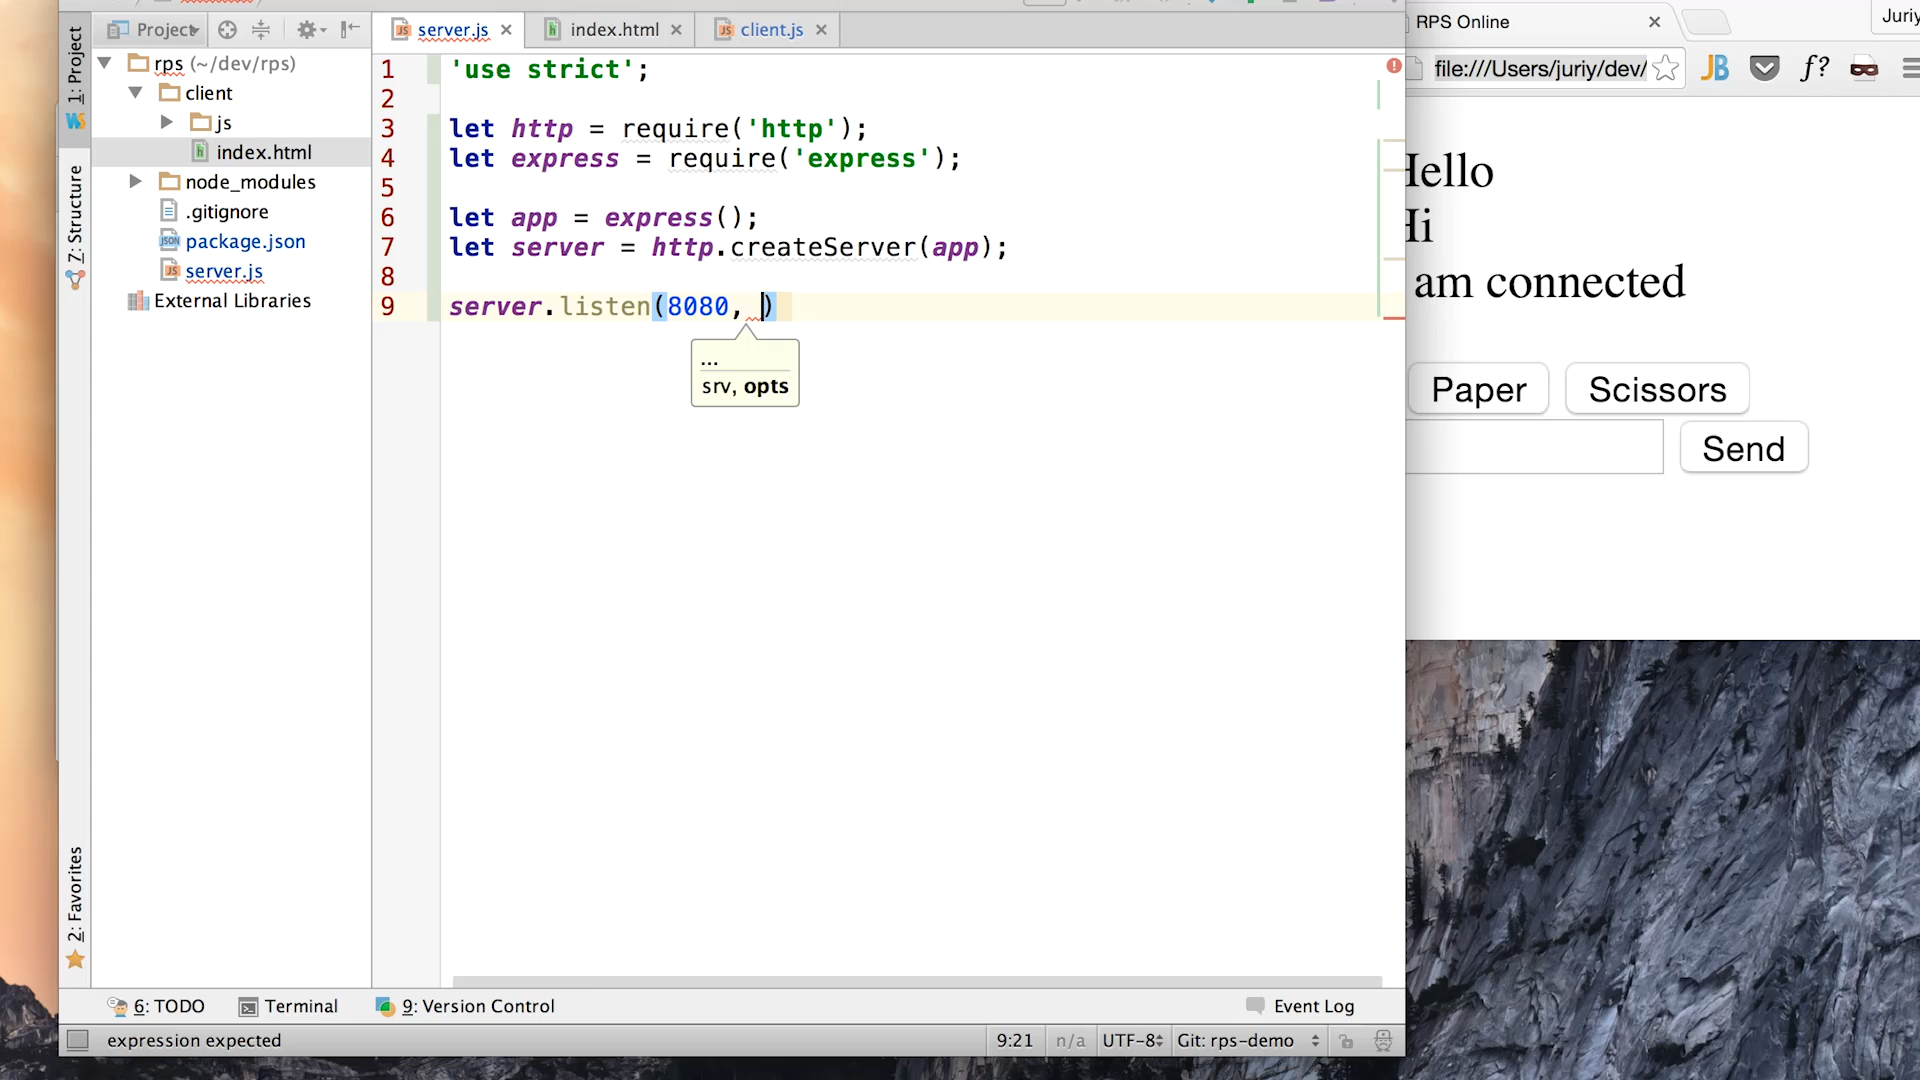 1: Project
7: Structure
2: Favorites
Project
rps (~/dev/rps)
client
js
index.html
node_modules
.gitignore
package.json
server.js
External Libraries
server.js
index.html
client.js
1 'use strict';
2
3 let http = require('http');
4 let express = require('express');
5
6 let app = express();
7 let server = http.createServer(app);
8
9 server.listen(8080, )
...
srv, opts
6: TODO
Terminal
9: Version Control
Event Log
expression expected
9:21
n/a
UTF-8
Git: rps-demo
RPS Online
Juriy
file:///Users/juriy/dev/
JB
f?
Hello
Hi
am connected
Paper
Scissors
Send